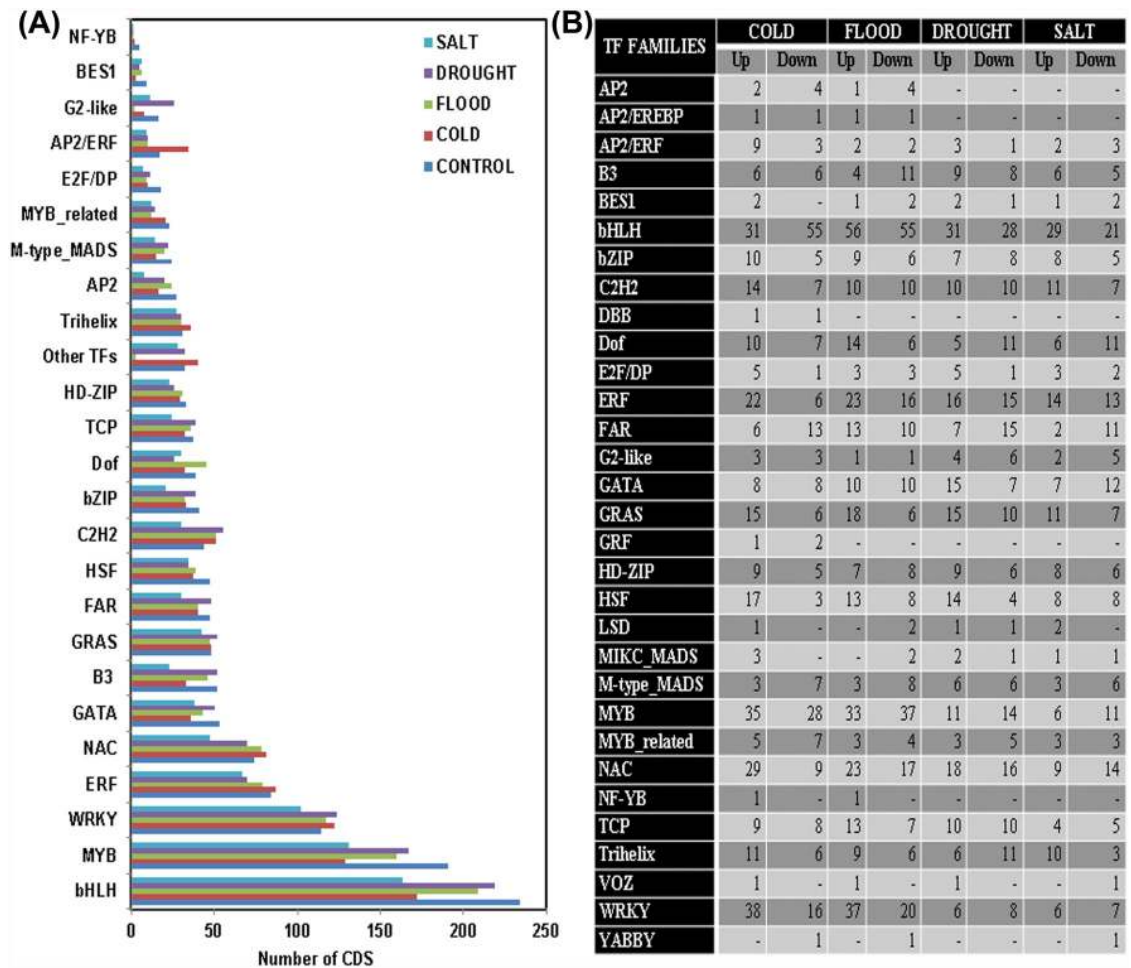 (A)
NF-YB
BES1
G2-like
AP2/ERF
E2F/DP
MYB_related
M-type_MADS
AP2
Trihelix
Other TFs
HD-ZIP
TCP
Dof
bZIP
C2H2
HSF
FAR
GRAS
B3
GATA
NAC
ERF
WRKY
MYB
bHLH
SALT
DROUGHT
FLOOD
COLD
CONTROL
0 50 100 150 200 250
Number of CDS
(B)
TF FAMILIES COLD FLOOD DROUGHT SALT
Up Down Up Down Up Down Up Down
AP2 2 4 1 4 - - - -
AP2/EREBP 1 1 1 1 - - - -
AP2/ERF 9 3 2 2 3 1 2 3
B3 6 6 4 11 9 8 6 5
BES1 2 - 1 2 2 1 1 2
bHLH 31 55 56 55 31 28 29 21
bZIP 10 5 9 6 7 8 8 5
C2H2 14 7 10 10 10 10 11 7
DBB 1 1 - - - - - -
Dof 10 7 14 6 5 11 6 11
E2F/DP 5 1 3 3 5 1 3 2
ERF 22 6 23 16 16 15 14 13
FAR 6 13 13 10 7 15 2 11
G2-like 3 3 1 1 4 6 2 5
GATA 8 8 10 10 15 7 7 12
GRAS 15 6 18 6 15 10 11 7
GRF 1 2 - - - - - -
HD-ZIP 9 5 7 8 9 6 8 6
HSF 17 3 13 8 14 4 8 8
LSD 1 - - 2 1 1 2 -
MIKC_MADS 3 - - 2 2 1 1 1
M-type_MADS 3 7 3 8 6 6 3 6
MYB 35 28 33 37 11 14 6 11
MYB_related 5 7 3 4 3 5 3 3
NAC 29 9 23 17 18 16 9 14
NF-YB 1 - 1 - - - - -
TCP 9 8 13 7 10 10 4 5
Trihelix 11 6 9 6 6 11 10 3
VOZ 1 - 1 - 1 - - 1
WRKY 38 16 37 20 6 8 6 7
YABBY - 1 - 1 - - - 1